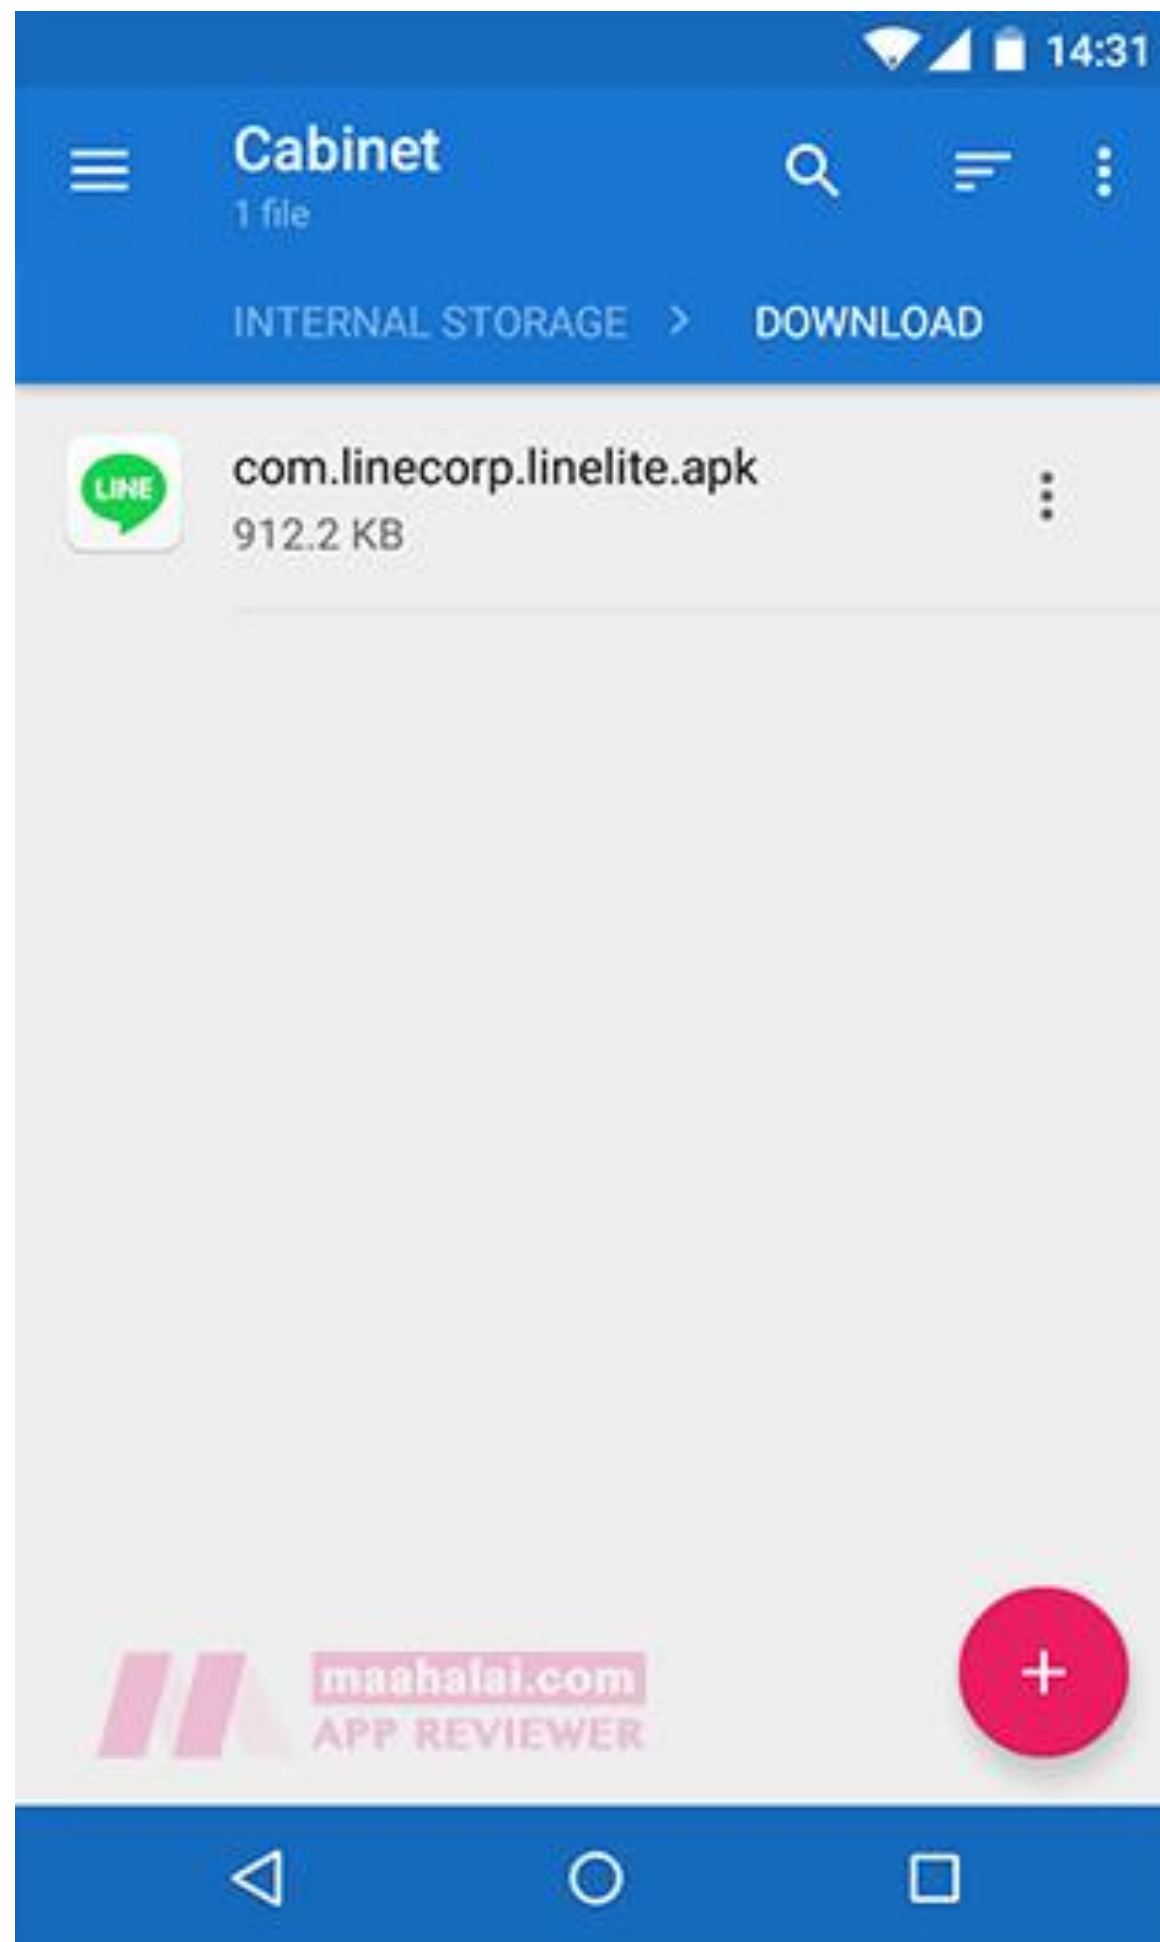 14:31
Cabinet
1 file
INTERNAL STORAGE > DOWNLOAD
LINE
com.linecorp.linelite.apk
912.2 KB
maahalai.com
APP REVIEWER